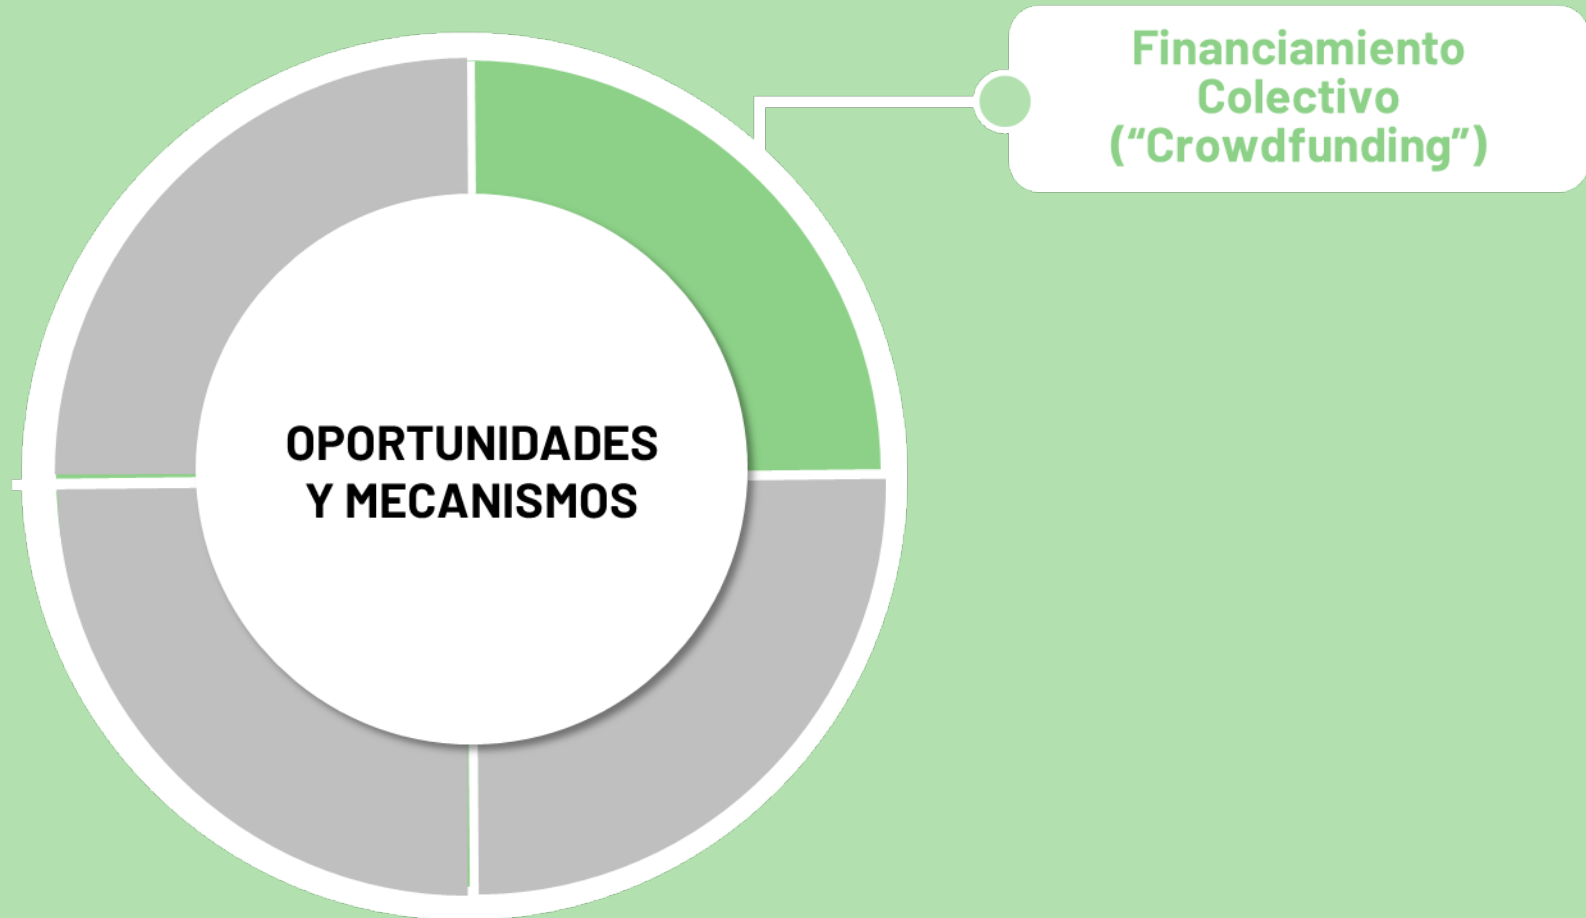 Financiamiento
Colectivo
(“Crowdfunding”)
OPORTUNIDADES
Y MECANISMOS